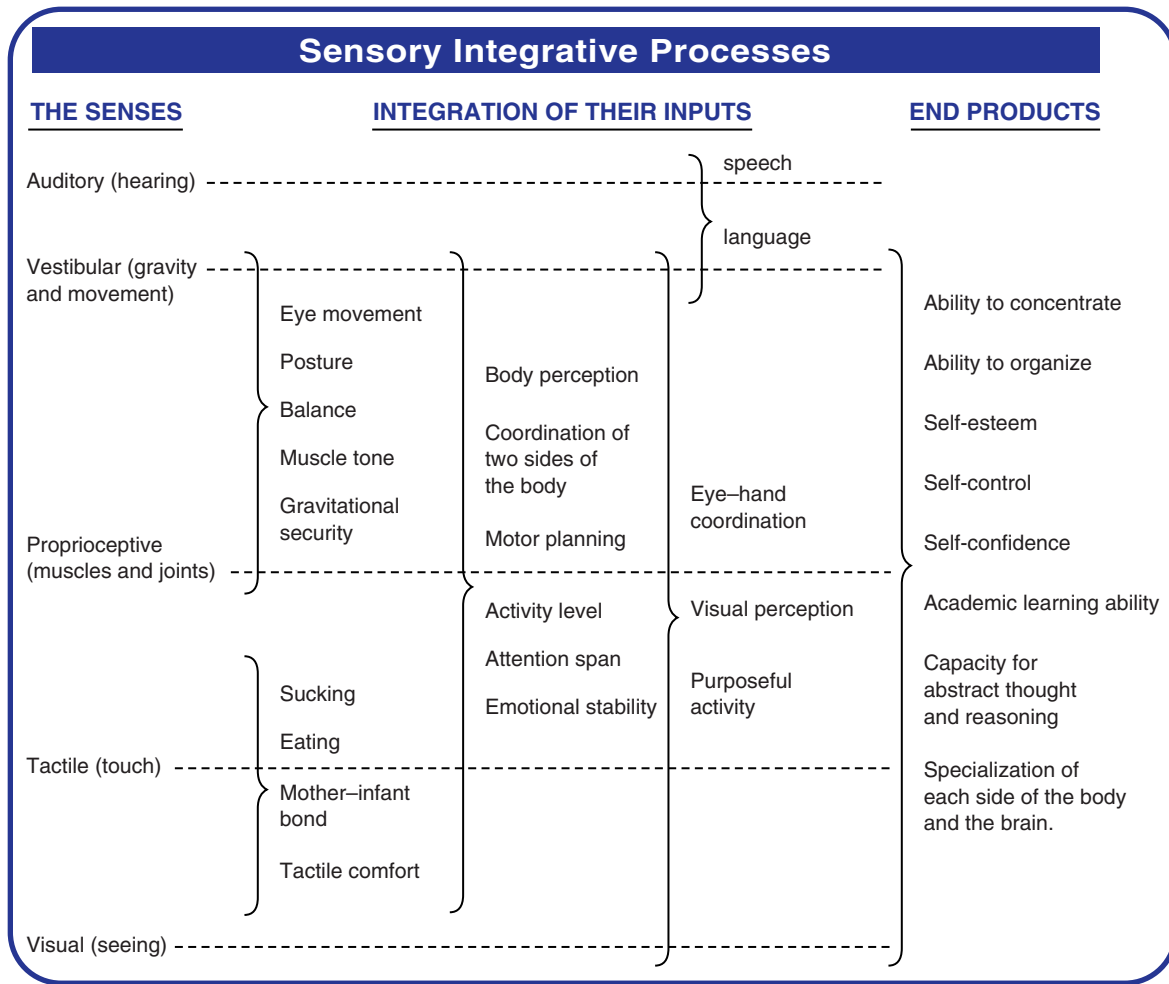 Sensory Integrative Processes
THE SENSES
INTEGRATION OF THEIR INPUTS
END PRODUCTS
Auditory (hearing)
Vestibular (gravity
and movement)
Proprioceptive
(muscles and joints)
Tactile (touch)
Visual (seeing)
Eye movement
Posture
Balance
Muscle tone
Gravitational
security
Sucking
Eating
Mother–infant
bond
Tactile comfort
Body perception
Coordination of
two sides of
the body
Motor planning
Activity level
Attention span
Emotional stability
speech
language
Eye–hand
coordination
Visual perception
Purposeful
activity
Ability to concentrate
Ability to organize
Self-esteem
Self-control
Self-confidence
Academic learning ability
Capacity for
abstract thought
and reasoning
Specialization of
each side of the body
and the brain.